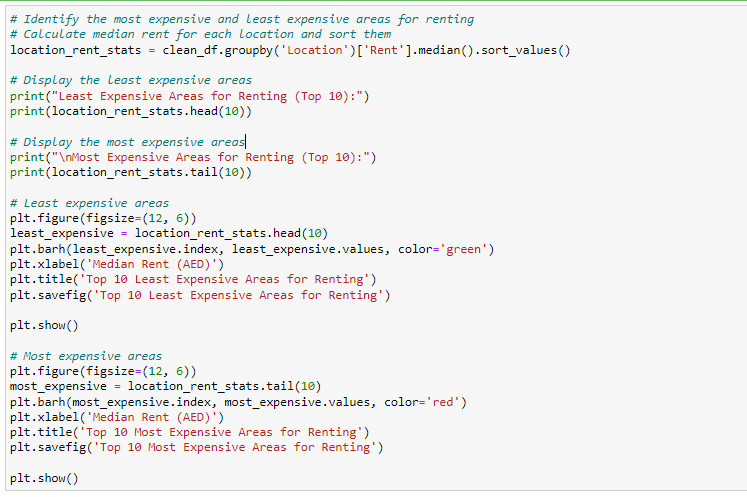 # Identify the most expensive and least expensive areas for renting
# Calculate median rent for each location and sort them
location_rent_stats = clean_df.groupby('Location')['Rent'].median().sort_values()
# Display the least expensive areas
print("Least Expensive Areas for Renting (Top 10):")
print(location_rent_stats.head(10))
# Display the most expensive areas
print("\nMost Expensive Areas for Renting (Top 10):")
print(location_rent_stats.tail(10))
# Least expensive areas
plt.figure(figsize=(12, 6))
least_expensive = location_rent_stats.head(10)
plt.barh(least_expensive.index, least_expensive.values, color='green')
plt.xlabel('Median Rent (AED)')
plt.title('Top 10 Least Expensive Areas for Renting')
plt.savefig('Top 10 Least Expensive Areas for Renting')
plt.show()
# Most expensive areas
plt.figure(figsize=(12, 6))
most_expensive = location_rent_stats.tail(10)
plt.barh(most_expensive.index, most_expensive.values, color='red')
plt.xlabel('Median Rent (AED)')
plt.title('Top 10 Most Expensive Areas for Renting')
plt.savefig('Top 10 Most Expensive Areas for Renting')
plt.show()